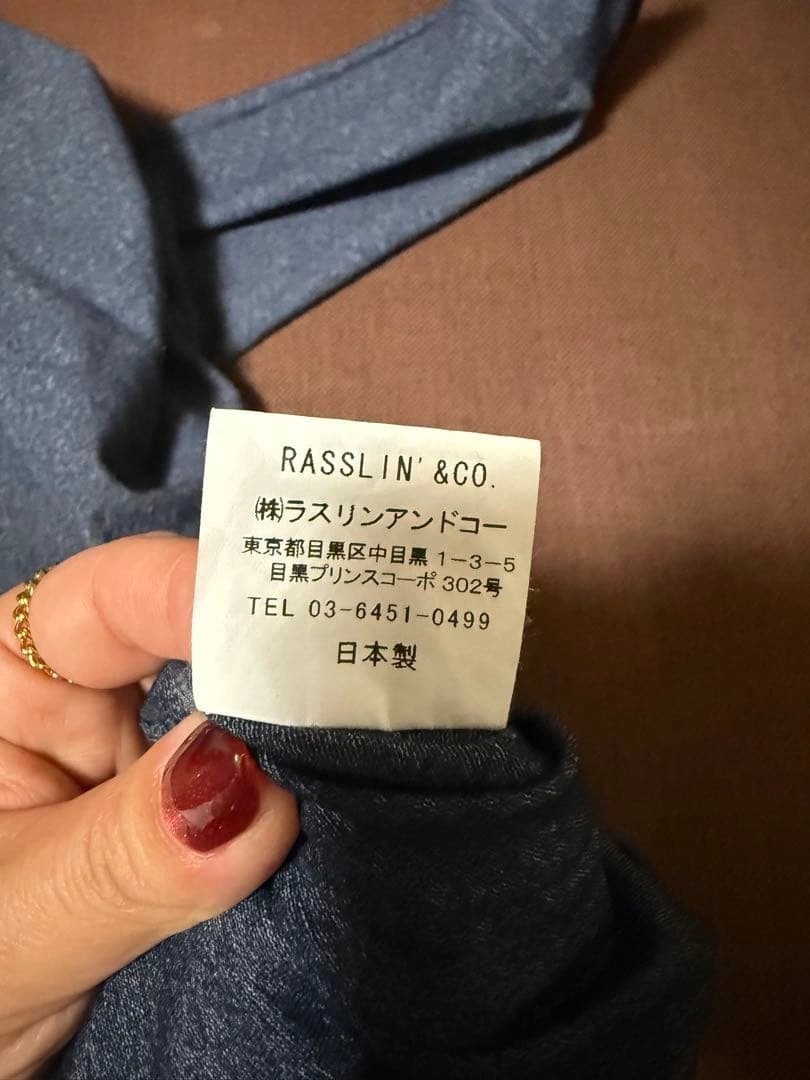 RASSLIN' &CO.
㈱ラスリンアンドコー
東京都目黒区中目黒 1-3-5
目黒プリンスコーポ 302号
TEL 03-6451-0499
日本製